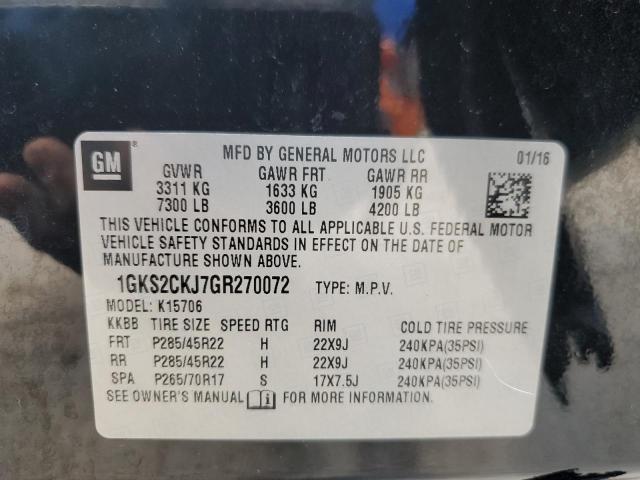 GM
MFD BY GENERAL MOTORS LLC 01/16
GVWR GAWR FRT GAWR RR
3311 KG 1633 KG 1905 KG
7300 LB 3600 LB 4200 LB
THIS VEHICLE CONFORMS TO ALL APPLICABLE U.S. FEDERAL MOTOR
VEHICLE SAFETY STANDARDS IN EFFECT ON THE DATE OF
MANUFACTURE SHOWN ABOVE.
1GKS2CKJ7GR270072 TYPE: M.P.V.
MODEL: K15706
KKBB TIRE SIZE SPEED RTG RIM COLD TIRE PRESSURE
FRT P285/45R22 H 22X9J 240KPA(35PSI)
RR P285/45R22 H 22X9J 240KPA(35PSI)
SPA P265/70R17 S 17X7.5J 240KPA(35PSI)
SEE OWNER'S MANUAL FOR MORE INFORMATION.